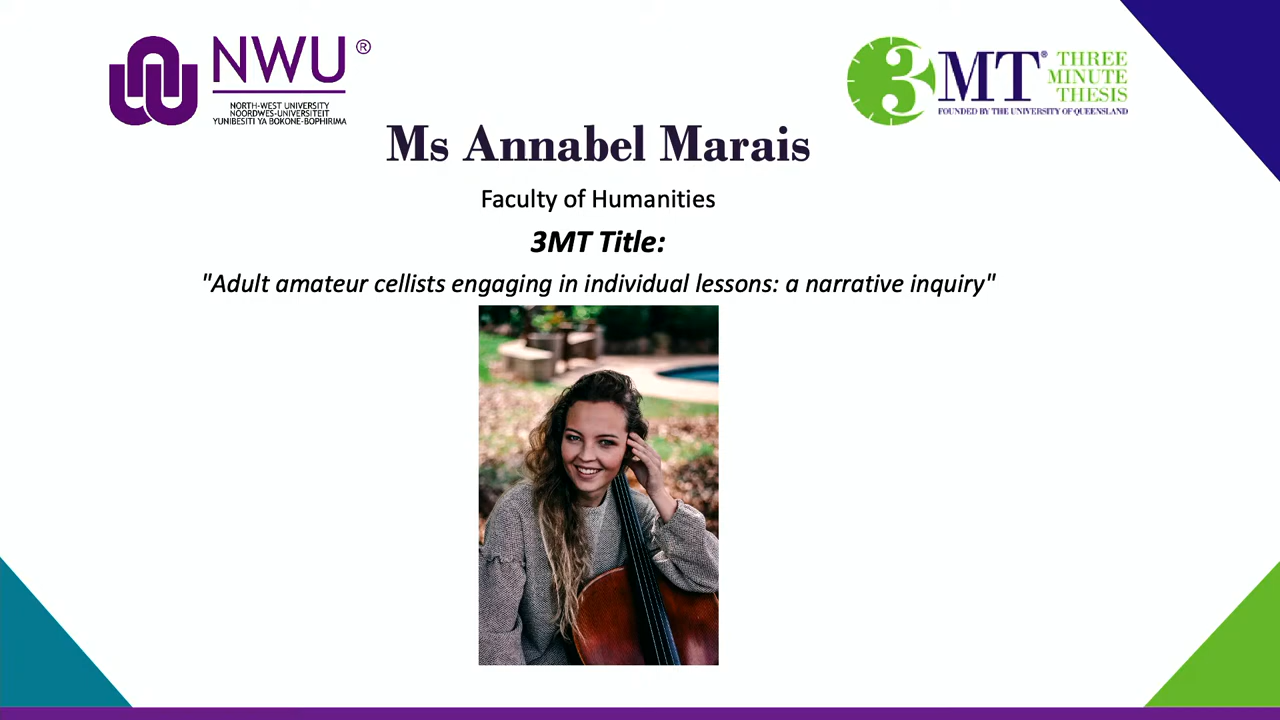 NWU®
NORTH-WEST UNIVERSITY
NOORDWES-UNIVERSITEIT
YUNIBESITI YA BOKONE-BOPHIRIMA
3MT® THREE
MINUTE
THESIS
FOUNDED BY THE UNIVERSITY OF QUEENSLAND
Ms Annabel Marais
Faculty of Humanities
3MT Title:
"Adult amateur cellists engaging in individual lessons: a narrative inquiry"